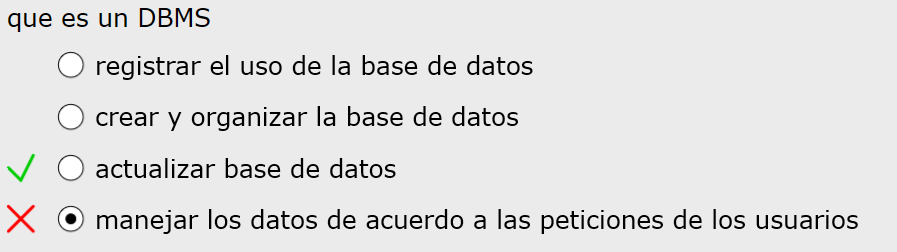 que es un DBMS
registrar el uso de la base de datos
crear y organizar la base de datos
actualizar base de datos
manejar los datos de acuerdo a las peticiones de los usuarios